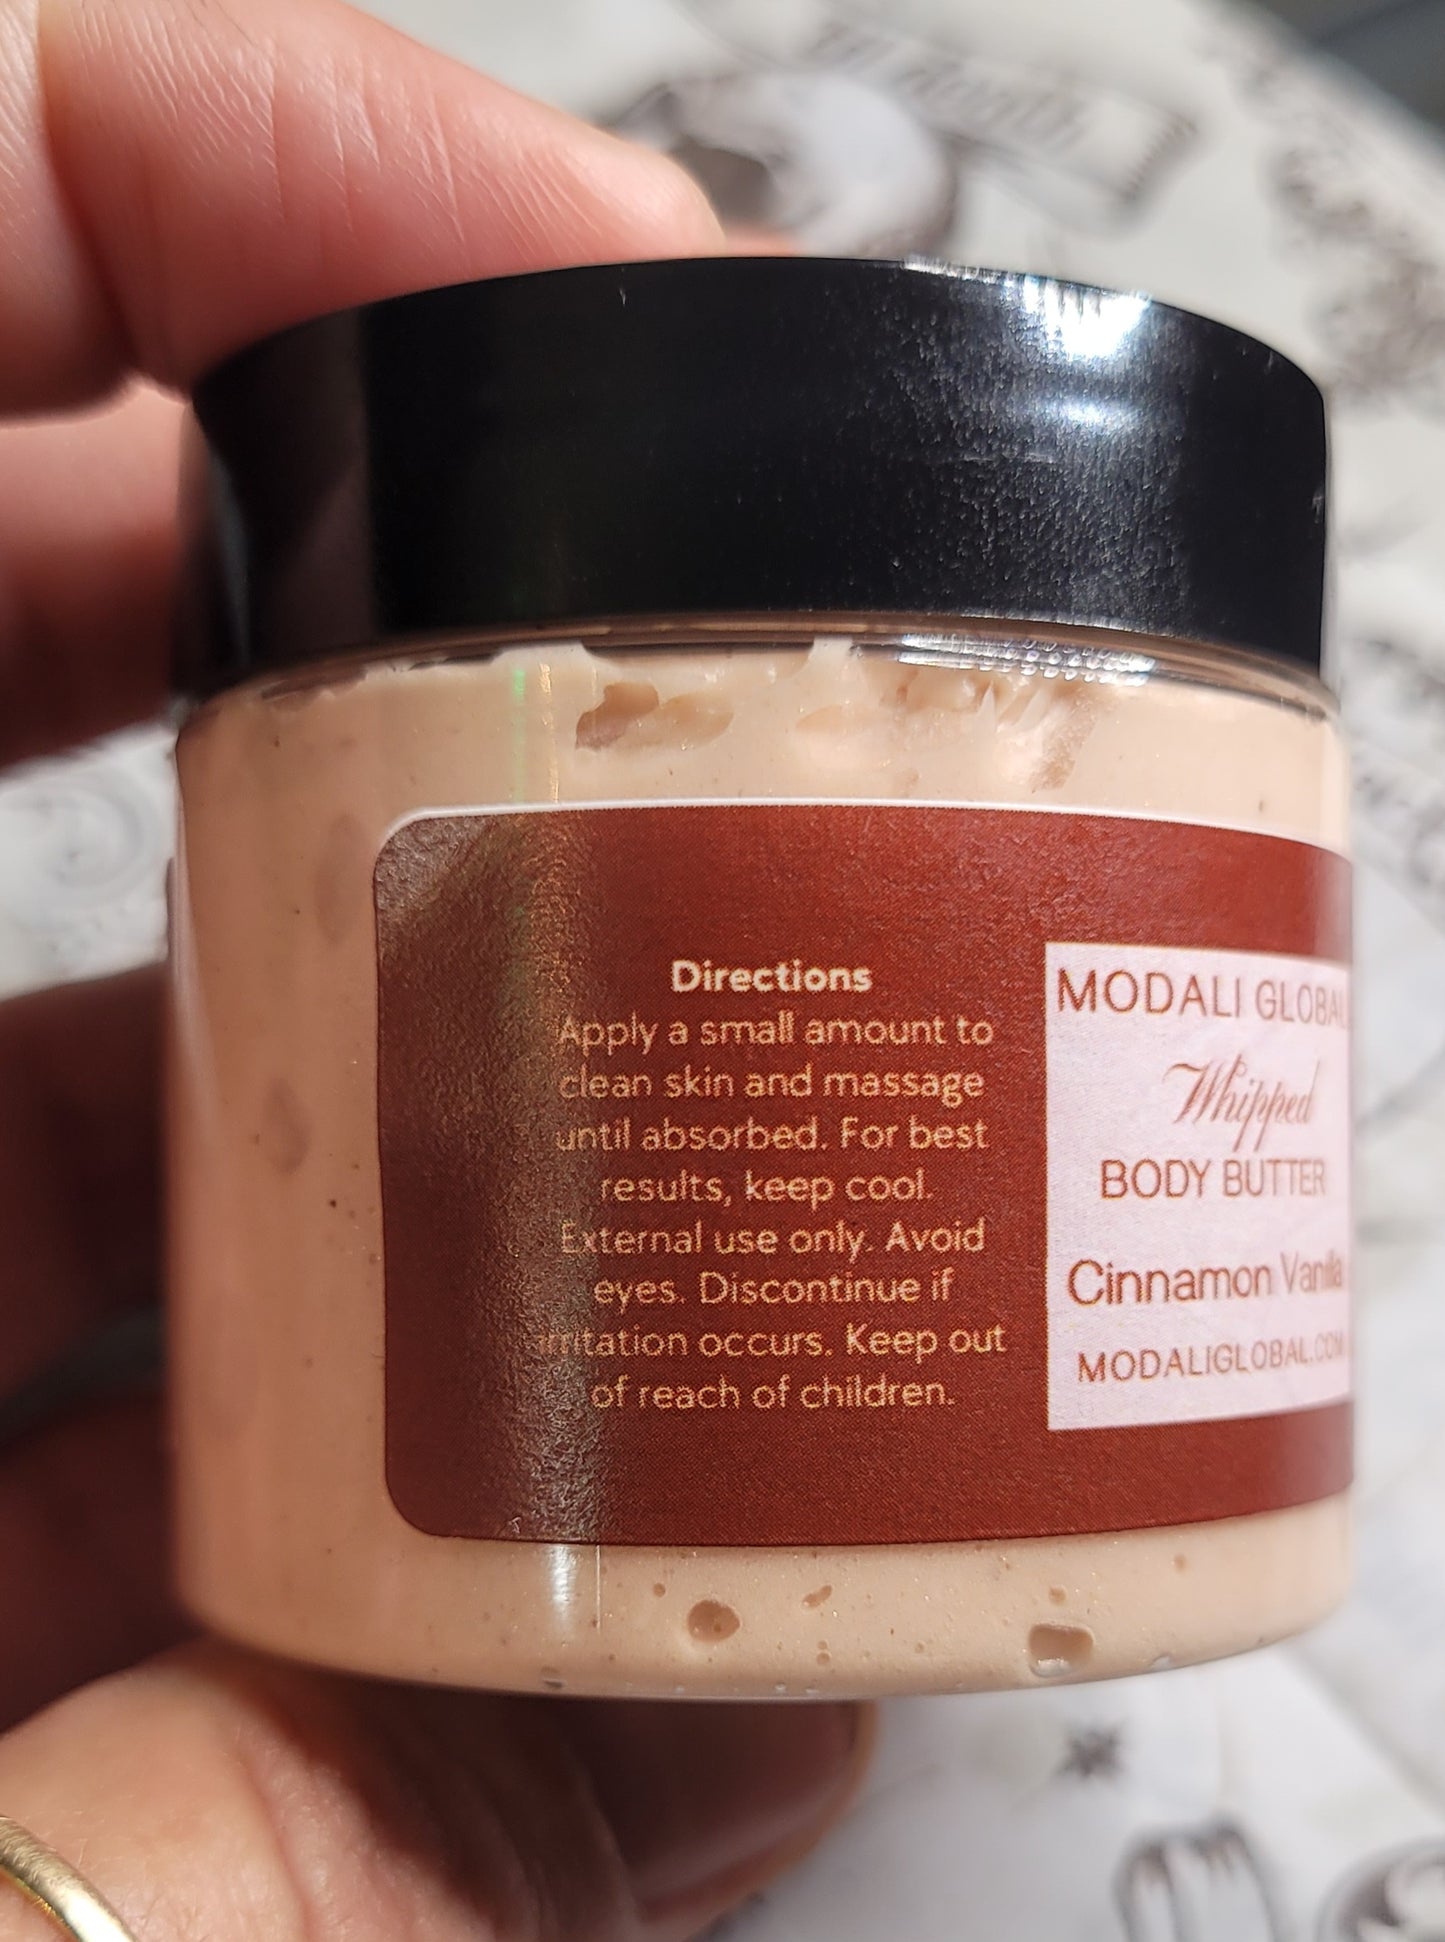 Directions
Apply a small amount to
clean skin and massage
until absorbed. For best
results, keep cool.
External use only. Avoid
eyes. Discontinue if
irritation occurs. Keep out
of reach of children.
MODALI GLOBAL
Whipped
BODY BUTTER
Cinnamon Vanilla
MODALIGLOBAL.COM